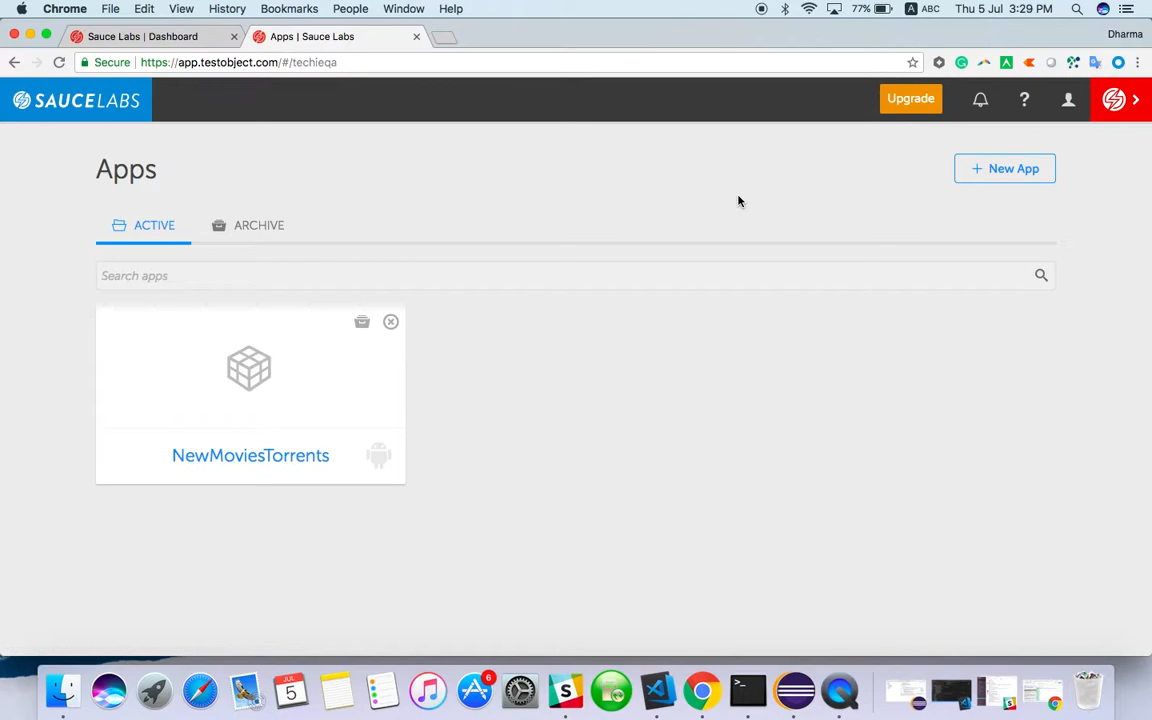 Chrome File Edit View History Bookmarks People Window Help 77% A ABC Thu 5 Jul 3:29 PM
Sauce Labs | Dashboard Apps | Sauce Labs Dharma
Secure https://app.testobject.com/#/techieqa
SAUCELABS Upgrade ?
Apps + New App
ACTIVE ARCHIVE
Search apps
NewMoviesTorrents
JUL
5
6